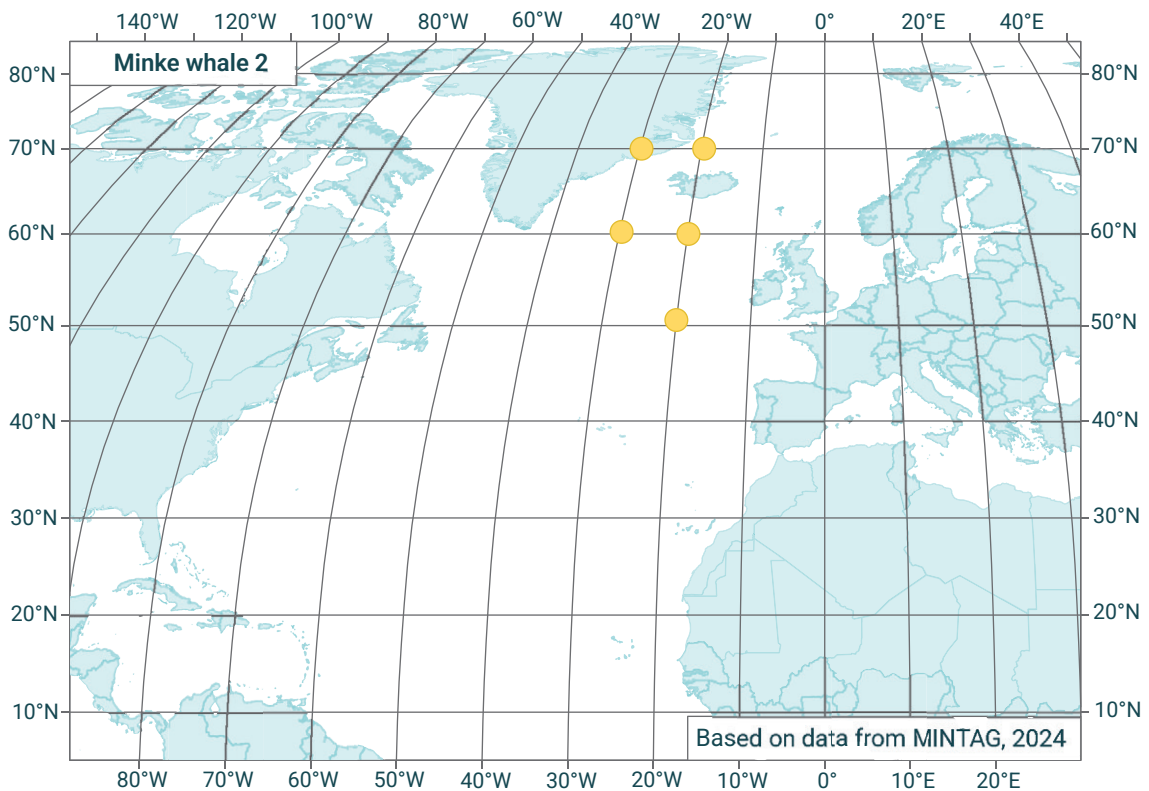 140°W 120°W 100°W 80°W 60°W 40°W 20°W 0° 20°E 40°E
Minke whale 2
80°N 80°N
70°N 70°N
60°N 60°N
50°N 50°N
40°N 40°N
30°N 30°N
20°N 20°N
10°N 10°N
Based on data from MINTAG, 2024
80°W 70°W 60°W 50°W 40°W 30°W 20°W 10°W 0° 10°E 20°E